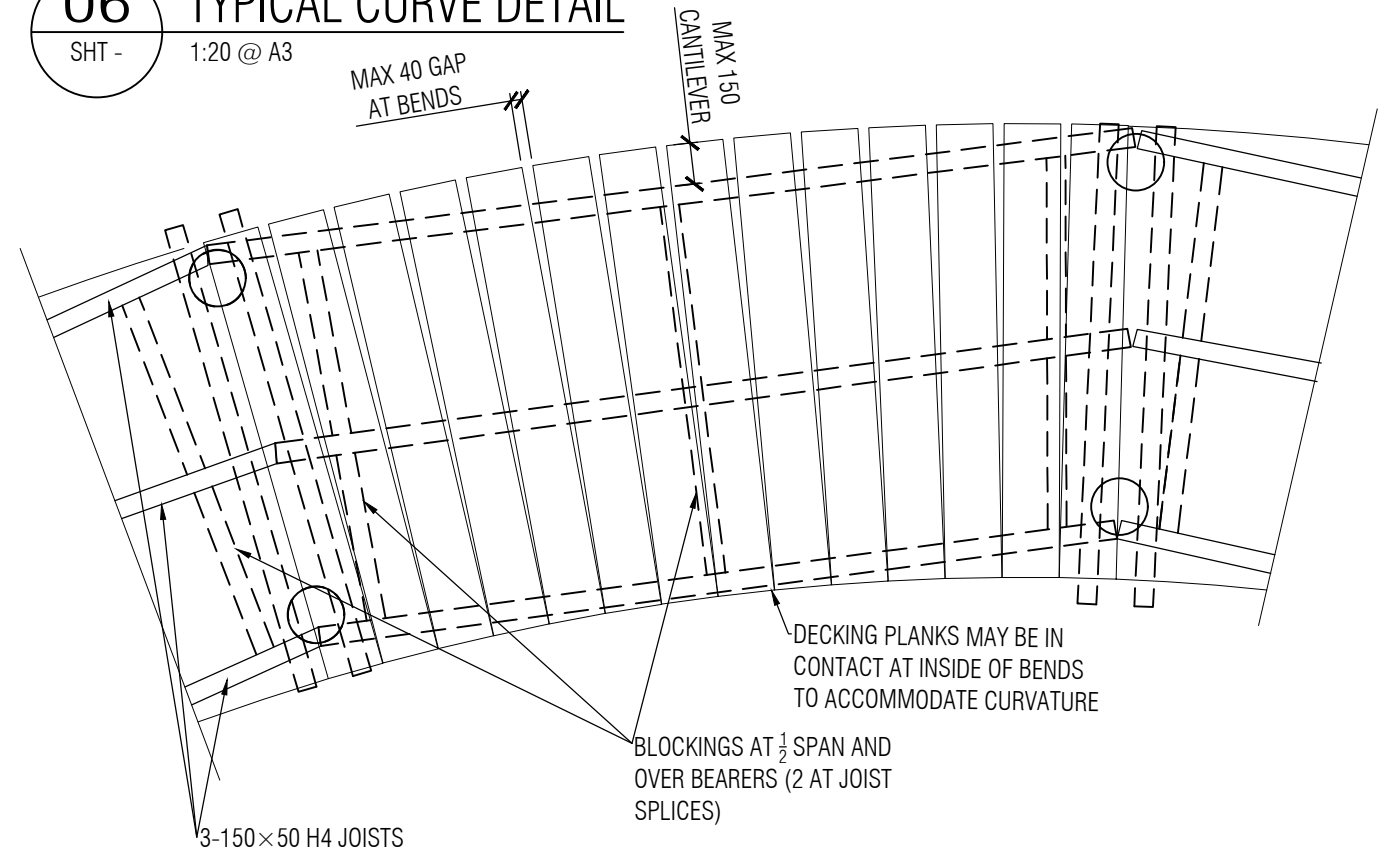 06 TYPICAL CURVE DETAIL
SHT -
1:20 @ A3
MAX 40 GAP
AT BENDS
MAX 150
CANTILEVER
DECKING PLANKS MAY BE IN
CONTACT AT INSIDE OF BENDS
TO ACCOMMODATE CURVATURE
BLOCKINGS AT 1/2 SPAN AND
OVER BEARERS (2 AT JOIST
SPLICES)
3-150×50 H4 JOISTS